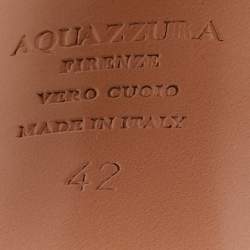 AQUAZZURA
FIRENZE
VERO CUOIO
MADE IN ITALY
42